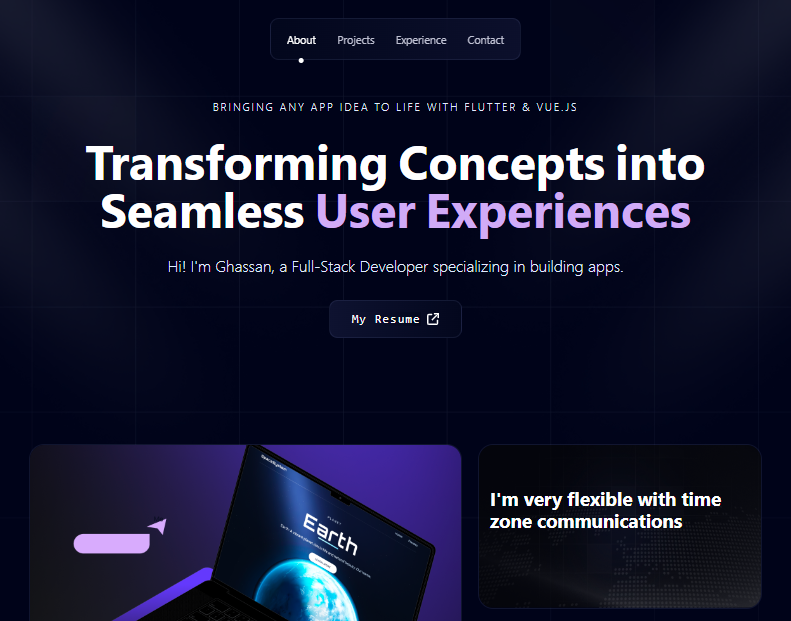 About Projects Experience Contact
BRINGING ANY APP IDEA TO LIFE WITH FLUTTER & VUE.JS
Transforming Concepts into
Seamless User Experiences
Hi! I'm Ghassan, a Full-Stack Developer specializing in building apps.
My Resume
PLANET
Earth
I'm very flexible with time
zone communications